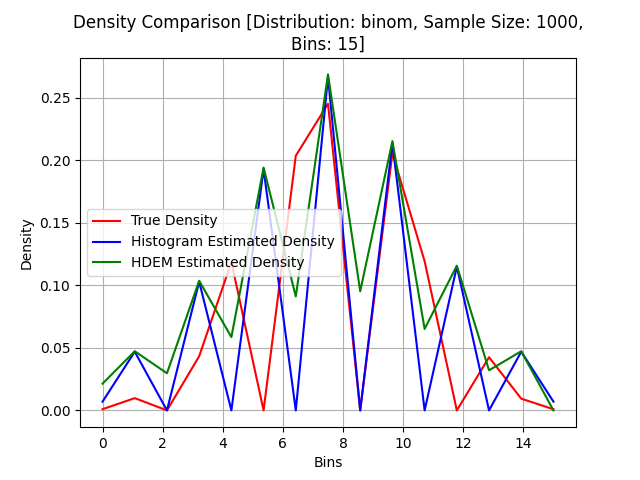 Density Comparison [Distribution: binom, Sample Size: 1000,
Bins: 15]
Density
0.25
0.20
0.15
0.10
0.05
0.00
True Density
Histogram Estimated Density
HDEM Estimated Density
0 2 4 6 8 10 12 14
Bins